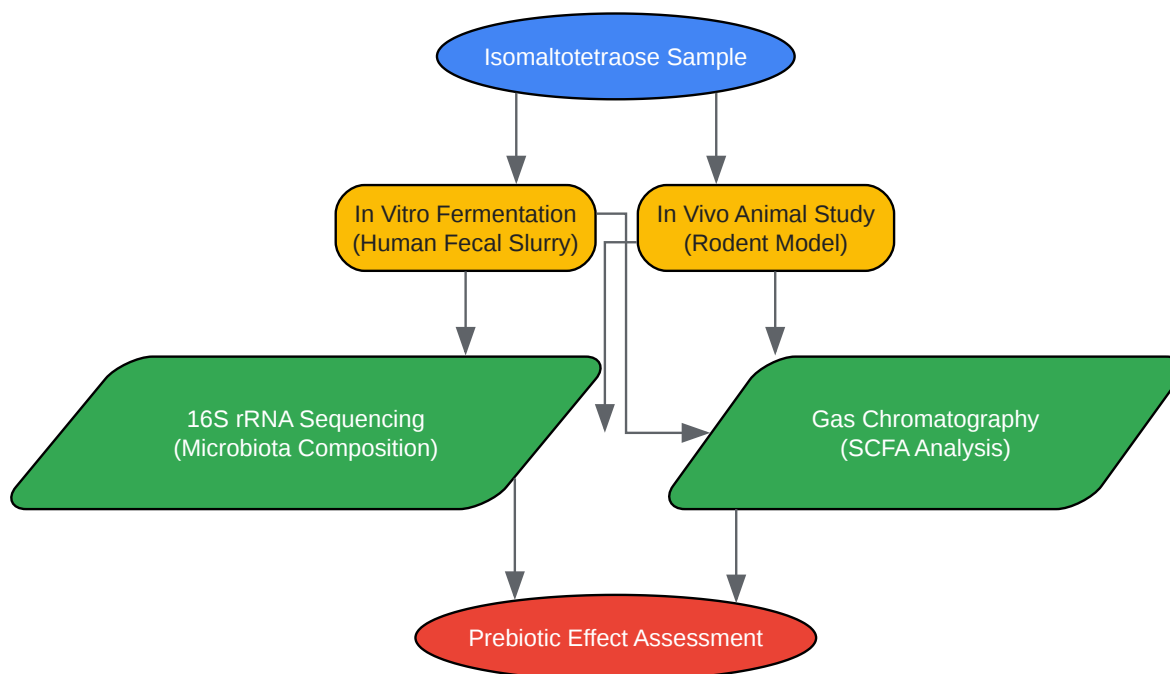 Isomaltotetraose Sample
In Vitro Fermentation
(Human Fecal Slurry)
In Vivo Animal Study
(Rodent Model)
16S rRNA Sequencing
(Microbiota Composition)
Gas Chromatography
(SCFA Analysis)
Prebiotic Effect Assessment